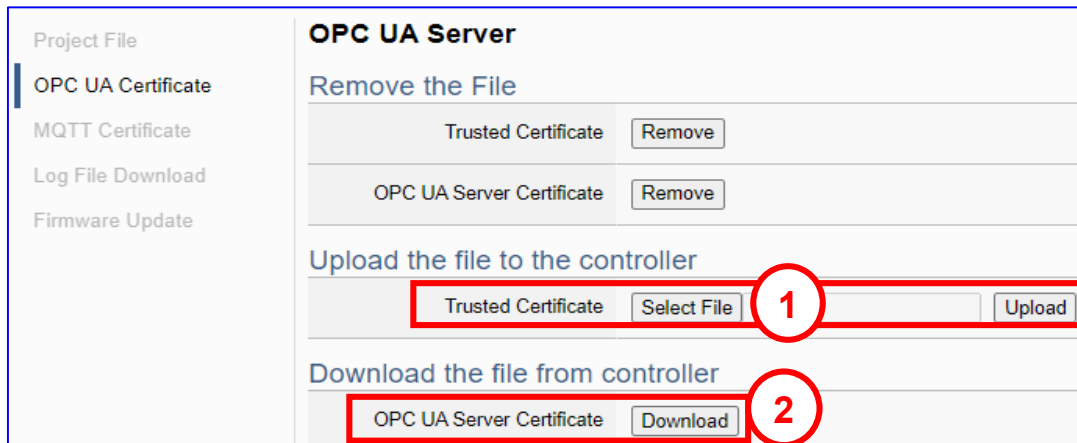 Project File
OPC UA Certificate
MQTT Certificate
Log File Download
Firmware Update
OPC UA Server
Remove the File
Trusted Certificate Remove
OPC UA Server Certificate Remove
Upload the file to the controller
Trusted Certificate Select File 1 Upload
Download the file from controller
OPC UA Server Certificate Download 2